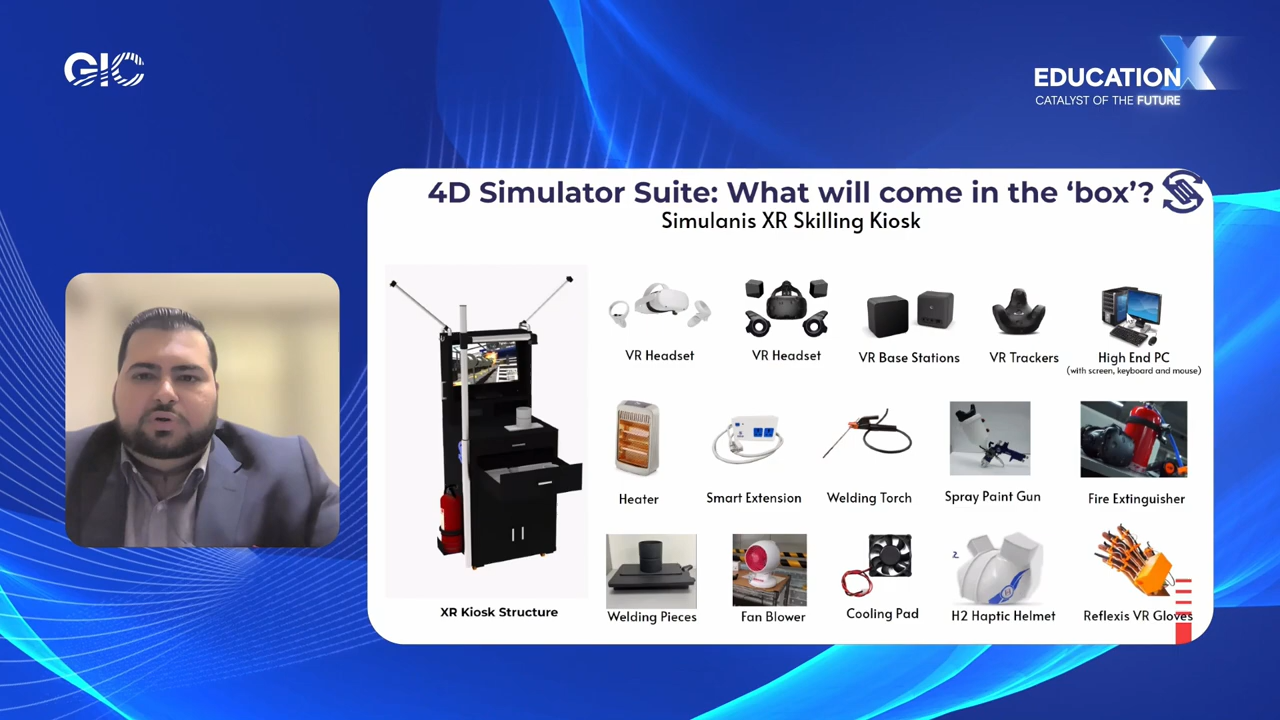 GIC
EDUCATION X
CATALYST OF THE FUTURE
4D Simulator Suite: What will come in the ‘box’?
Simulanis XR Skilling Kiosk
VR Headset
VR Headset
VR Base Stations
VR Trackers
High End PC
(with screen, keyboard and mouse)
Heater
Smart Extension
Welding Torch
Spray Paint Gun
Fire Extinguisher
XR Kiosk Structure
Welding Pieces
Fan Blower
Cooling Pad
2
H
H2 Haptic Helmet
Reflexis VR Gloves